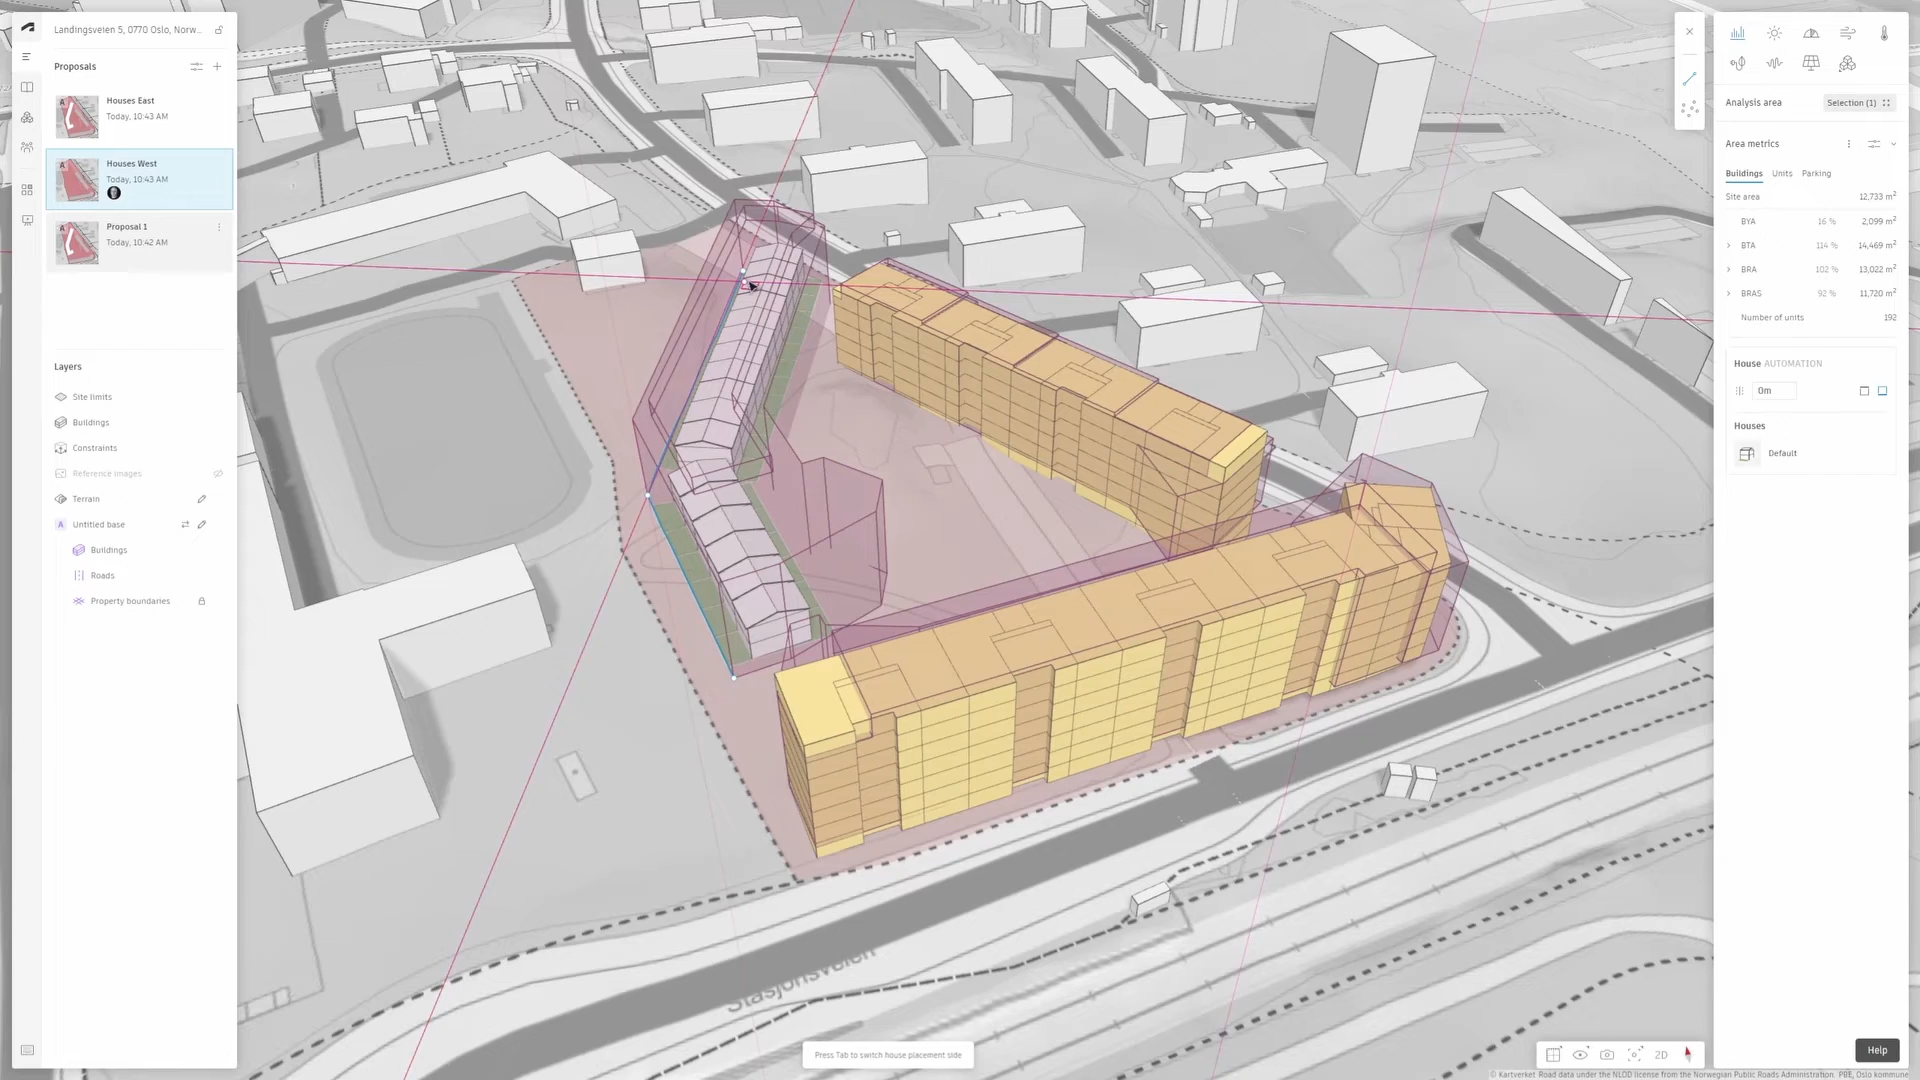 Landingsveien 5, 0770 Oslo, Norw...
Proposals
A
Houses East
Today, 10:43 AM
A
Houses West
Today, 10:43 AM
A
Proposal 1
Today, 10:42 AM
Layers
Site limits
Buildings
Constraints
Reference images
Terrain
A Untitled base
Buildings
Roads
Property boundaries
Stasjonsveien
Press Tab to switch house placement side
2D
Analysis area Selection (1)
Area metrics
Buildings Units Parking
Site area 12,733 m²
BYA 16 % 2,099 m²
BTA 114 % 14,469 m²
BRA 102 % 13,022 m²
BRAS 92 % 11,720 m²
Number of units 192
House AUTOMATION
0m
Houses
Default
Help
© Kartverket Road data under the NLOD license from the Norwegian Public Roads Administration. PBE, Oslo kommune